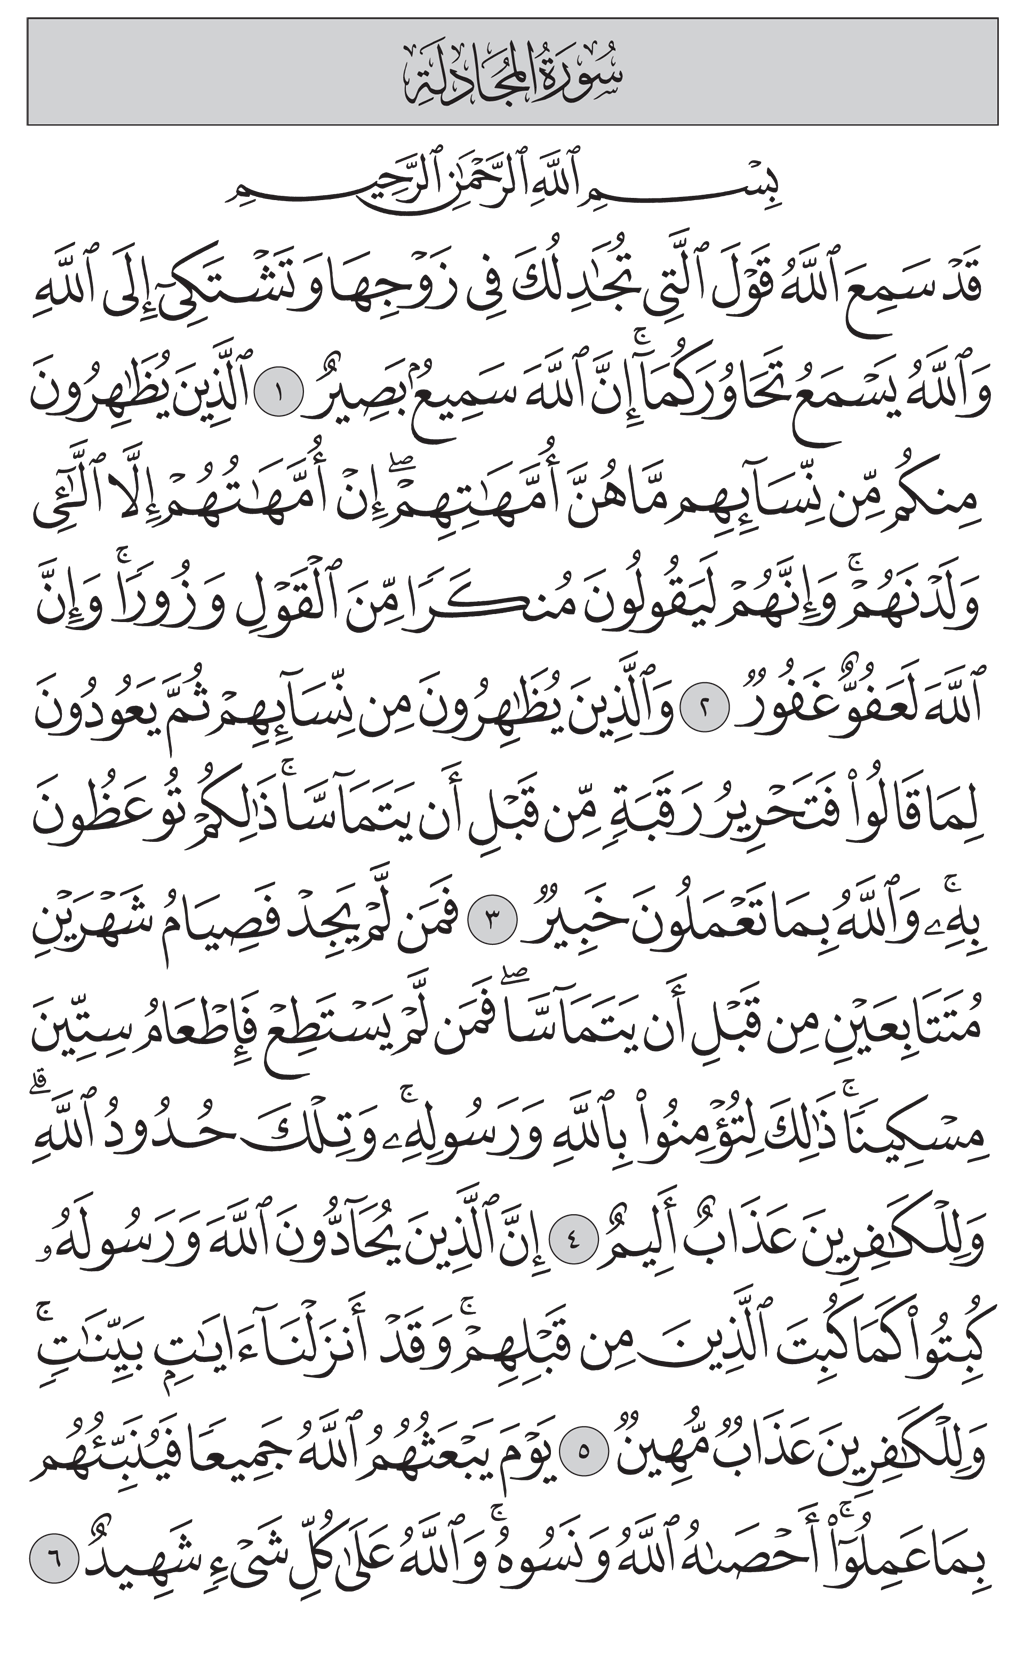 سُورَةُ المُجَادلَةِ
بِسۡمِ ٱللَّهِ ٱلرَّحۡمَٰنِ ٱلرَّحِيمِ
قَدۡ سَمِعَ ٱللَّهُ قَوۡلَ ٱلَّتِي تُجَٰدِلُكَ فِي زَوۡجِهَا وَتَشۡتَكِيٓ إِلَى ٱللَّهِ
وَٱللَّهُ يَسۡمَعُ تَحَاوُرَكُمَآۚ إِنَّ ٱللَّهَ سَمِيعُۢ بَصِيرٌ ١ ٱلَّذِينَ يُظَٰهِرُونَ
مِنكُم مِّن نِّسَآئِهِم مَّا هُنَّ أُمَّهَٰتِهِمۡۖ إِنۡ أُمَّهَٰتُهُمۡ إِلَّا ٱلَّٰٓـِٔي
وَلَدۡنَهُمۡۚ وَإِنَّهُمۡ لَيَقُولُونَ مُنكَرٗا مِّنَ ٱلۡقَوۡلِ وَزُورٗاۚ وَإِنَّ
ٱللَّهَ لَعَفُوٌّ غَفُورٞ ٢ وَٱلَّذِينَ يُظَٰهِرُونَ مِن نِّسَآئِهِمۡ ثُمَّ يَعُودُونَ
لِمَا قَالُواْ فَتَحۡرِيرُ رَقَبَةٖ مِّن قَبۡلِ أَن يَتَمَآسَّاۚ ذَٰلِكُمۡ تُوعَظُونَ
بِهِۦۚ وَٱللَّهُ بِمَا تَعۡمَلُونَ خَبِيرٞ ٣ فَمَن لَّمۡ يَجِدۡ فَصِيَامُ شَهۡرَيۡنِ
مُتَتَابِعَيۡنِ مِن قَبۡلِ أَن يَتَمَآسَّاۖ فَمَن لَّمۡ يَسۡتَطِعۡ فَإِطۡعَامُ سِتِّينَ
مِسۡكِينٗاۚ ذَٰلِكَ لِتُؤۡمِنُواْ بِٱللَّهِ وَرَسُولِهِۦۚ وَتِلۡكَ حُدُودُ ٱللَّهِۗ
وَلِلۡكَٰفِرِينَ عَذَابٌ أَلِيمٌ ٤ إِنَّ ٱلَّذِينَ يُحَآدُّونَ ٱللَّهَ وَرَسُولَهُۥ
كُبِتُواْ كَمَا كُبِتَ ٱلَّذِينَ مِن قَبۡلِهِمۡۚ وَقَدۡ أَنزَلۡنَآ ءَايَٰتِۭ بَيِّنَٰتٖۚ
وَلِلۡكَٰفِرِينَ عَذَابٞ مُّهِينٞ ٥ يَوۡمَ يَبۡعَثُهُمُ ٱللَّهُ جَمِيعٗا فَيُنَبِّئُهُم
بِمَا عَمِلُوٓاْۚ أَحۡصَىٰهُ ٱللَّهُ وَنَسُوهُۚ وَٱللَّهُ عَلَىٰ كُلِّ شَيۡءٖ شَهِيدٌ ٦